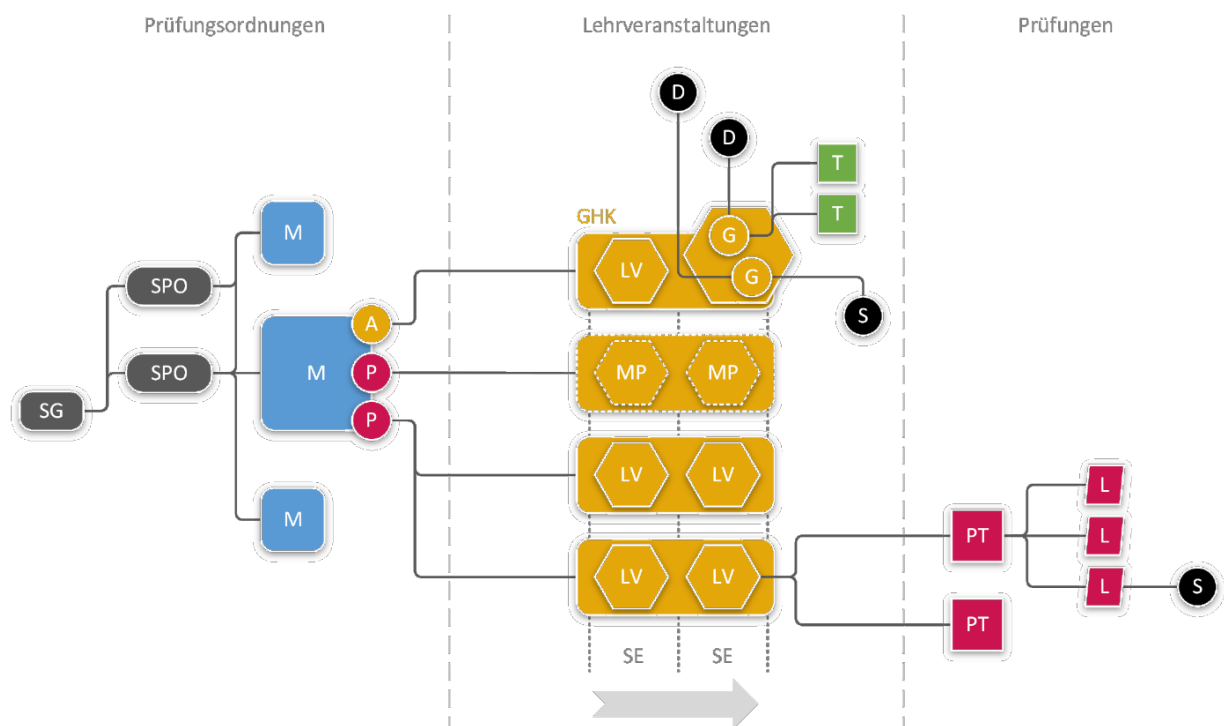 Prüfungsordnungen
Lehrveranstaltungen
Prüfungen
D
D
T
T
GHK
M
G
LV
G
SPO
S
A
M
SPO
P
MP
MP
SG
P
LV
LV
L
M
PT
L
LV
LV
L
S
PT
SE
SE